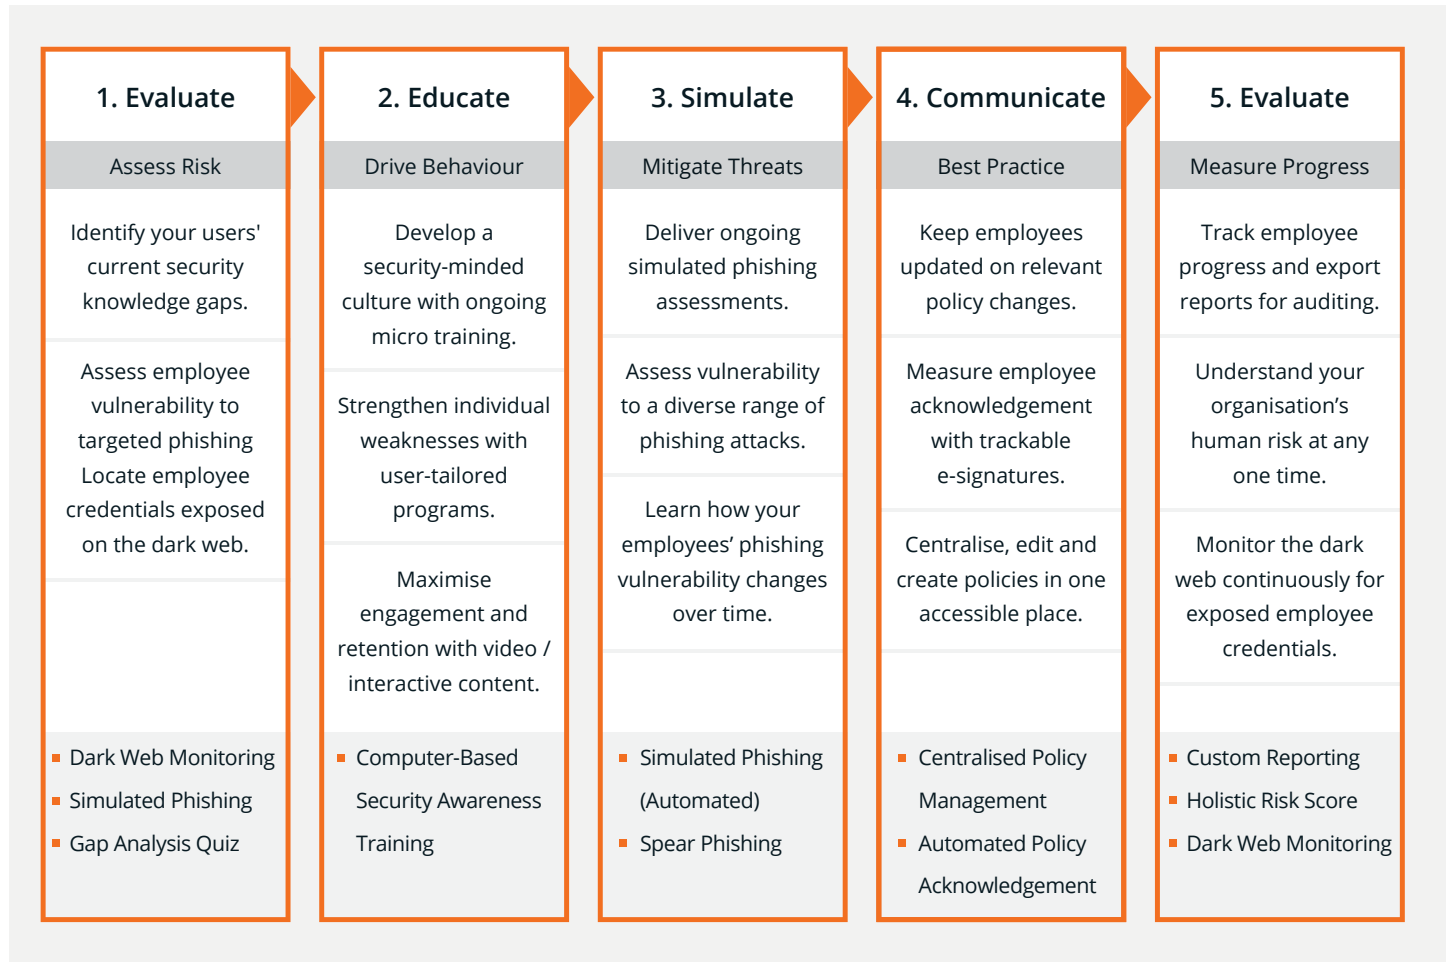 1. Evaluate
Assess Risk
Identify your users'
current security
knowledge gaps.
Assess employee
vulnerability to
targeted phishing
Locate employee
credentials exposed
on the dark web.
Dark Web Monitoring
Simulated Phishing
Gap Analysis Quiz
2. Educate
Drive Behaviour
Develop a
security-minded
culture with ongoing
micro training.
Strengthen individual
weaknesses with
user-tailored
programs.
Maximise
engagement and
retention with video /
interactive content.
Computer-Based
Security Awareness
Training
3. Simulate
Mitigate Threats
Deliver ongoing
simulated phishing
assessments.
Assess vulnerability
to a diverse range of
phishing attacks.
Learn how your
employees’ phishing
vulnerability changes
over time.
Simulated Phishing
(Automated)
Spear Phishing
4. Communicate
Best Practice
Keep employees
updated on relevant
policy changes.
Measure employee
acknowledgement
with trackable
e-signatures.
Centralise, edit and
create policies in one
accessible place.
Centralised Policy
Management
Automated Policy
Acknowledgement
5. Evaluate
Measure Progress
Track employee
progress and export
reports for auditing.
Understand your
organisation’s
human risk at any
one time.
Monitor the dark
web continuously for
exposed employee
credentials.
Custom Reporting
Holistic Risk Score
Dark Web Monitoring